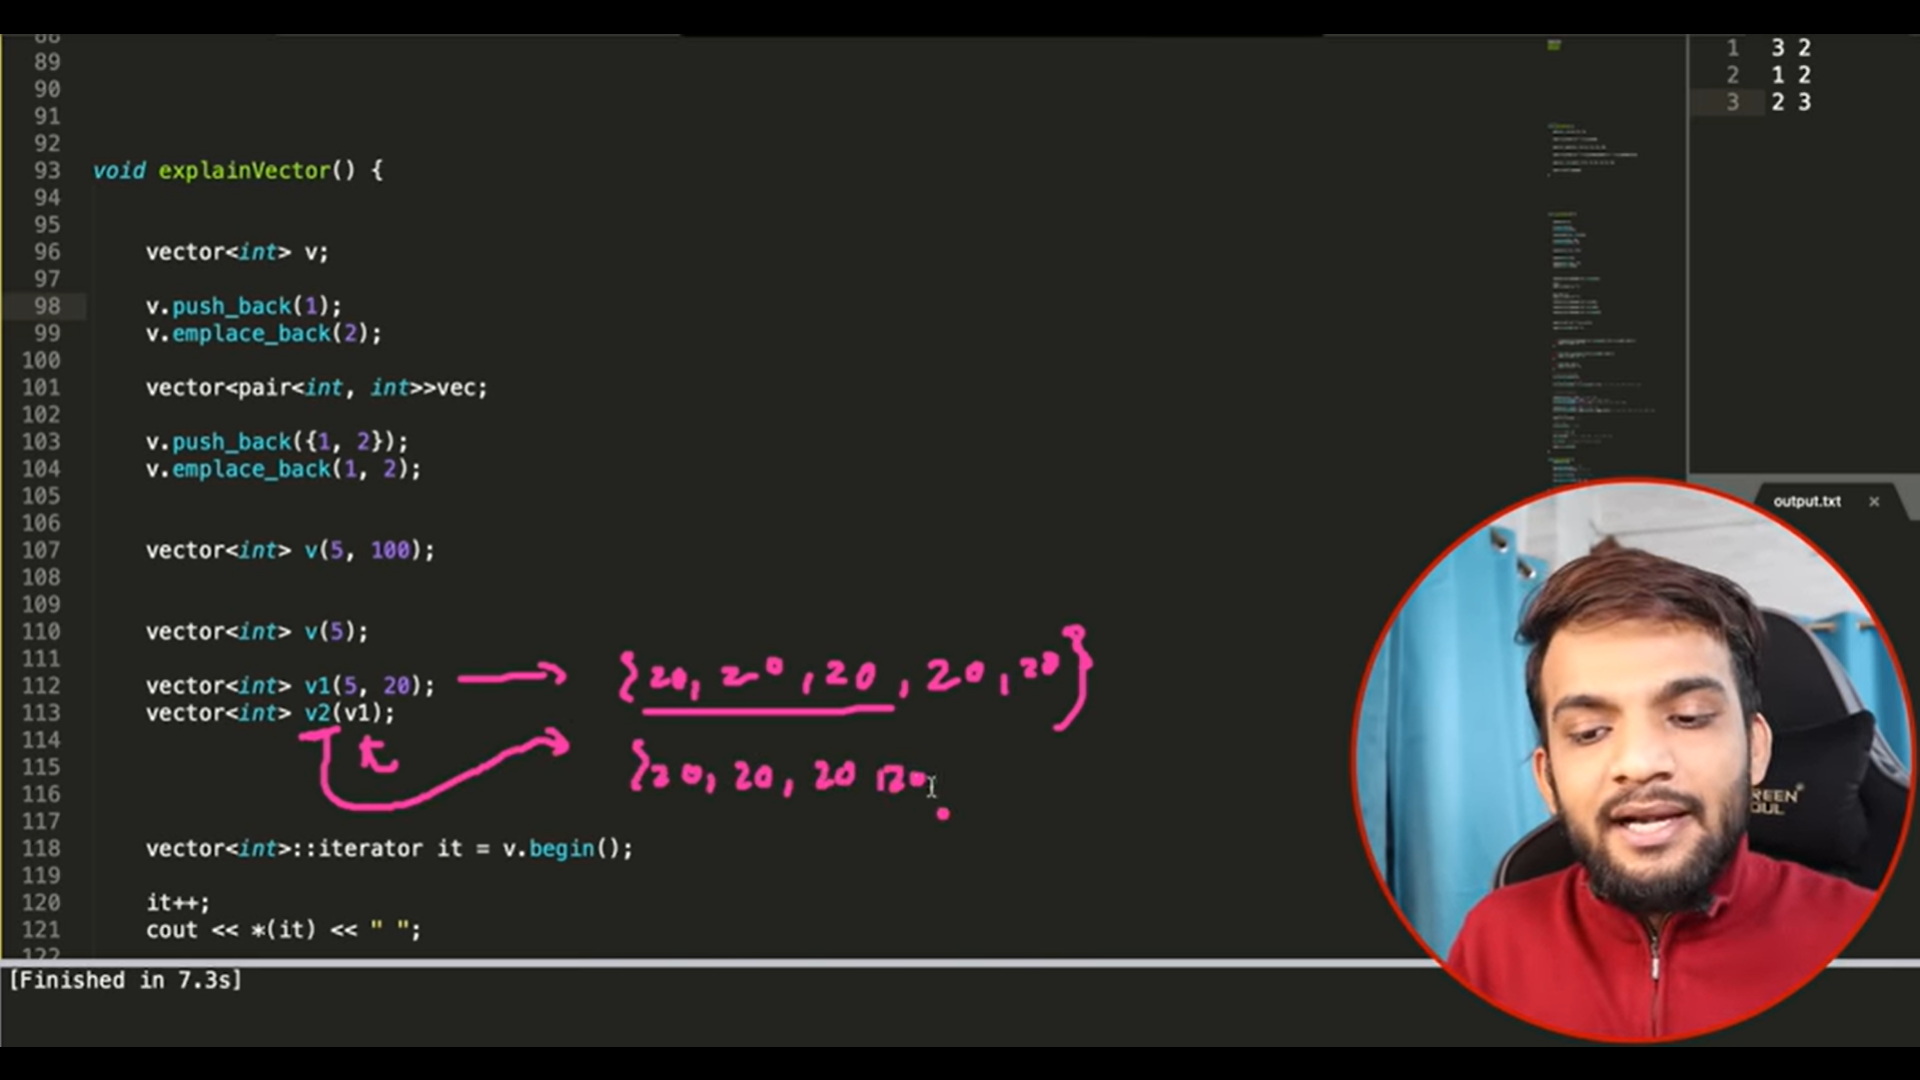 89
90
91
92
93 void explainVector() {
94
95
96 vector<int> v;
97
98 v.push_back(1);
99 v.emplace_back(2);
100
101 vector<pair<int, int>>vec;
102
103 v.push_back({1, 2});
104 v.emplace_back(1, 2);
105
106
107 vector<int> v(5, 100);
108
109
110 vector<int> v(5);
111
112 vector<int> v1(5, 20);
{20, 20, 20, 20, 20}
113 vector<int> v2(v1);
114
115
{20, 20, 20
116
117
118 vector<int>::iterator it = v.begin();
119
120 it++;
121 cout << *(it) << " ";
122
[Finished in 7.3s]
1 3 2
2 1 2
3 2 3
output.txt ×